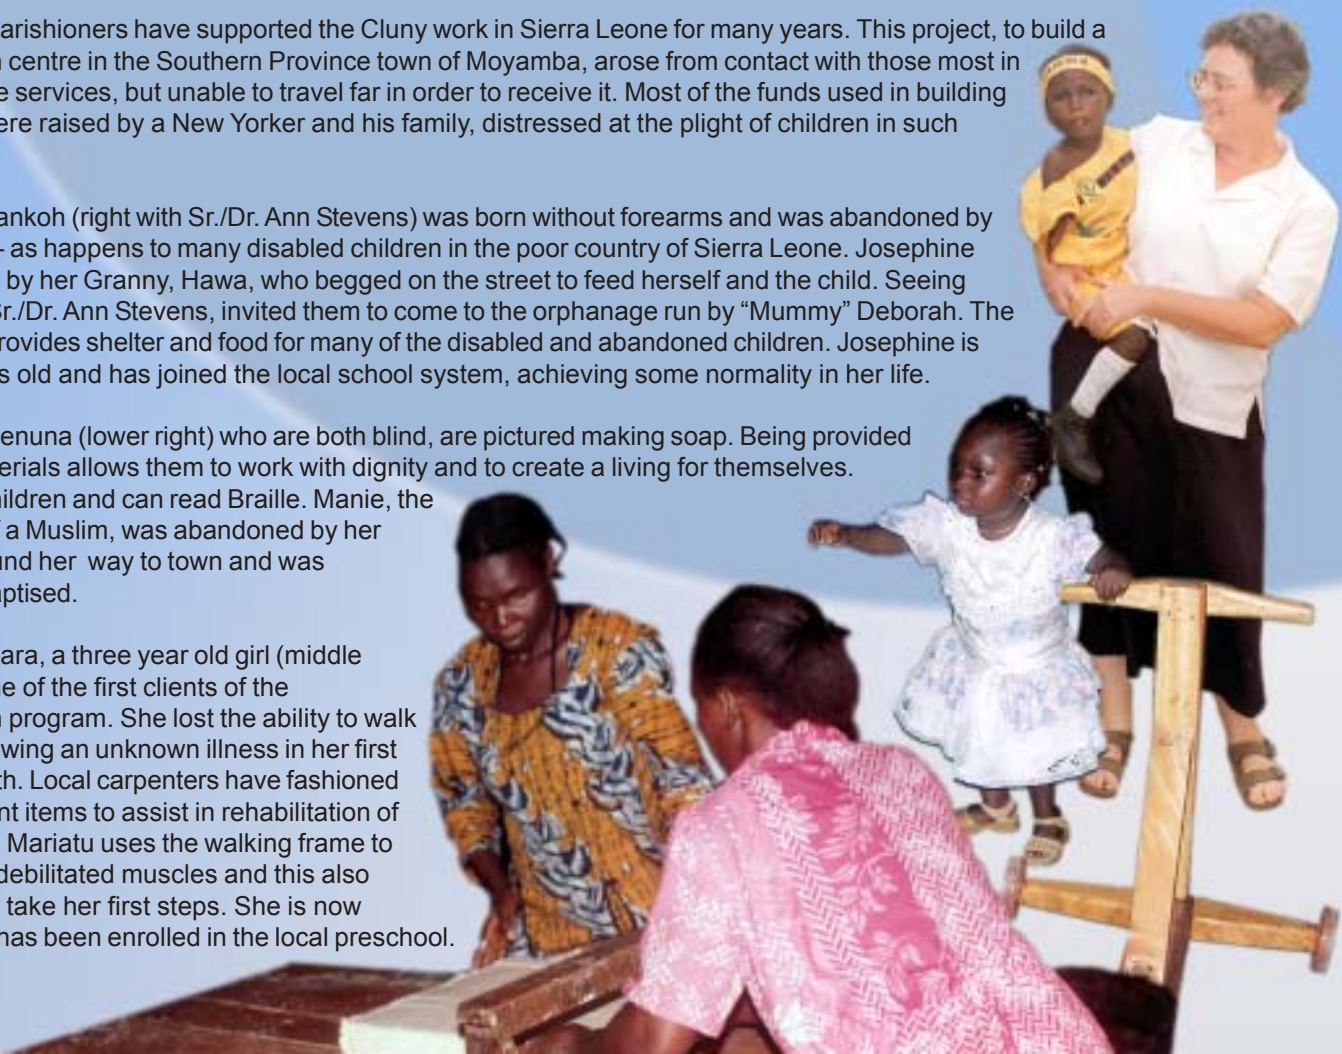 arishioners have supported the Cluny work in Sierra Leone for many years. This project, to build a
centre in the Southern Province town of Moyamba, arose from contact with those most in
e services, but unable to travel far in order to receive it. Most of the funds used in building
ere raised by a New Yorker and his family, distressed at the plight of children in such
ankoh (right with Sr./Dr. Ann Stevens) was born without forearms and was abandoned by
- as happens to many disabled children in the poor country of Sierra Leone. Josephine
by her Granny, Hawa, who begged on the street to feed herself and the child. Seeing
Sr./Dr. Ann Stevens, invited them to come to the orphanage run by “Mummy” Deborah. The
rovides shelter and food for many of the disabled and abandoned children. Josephine is
s old and has joined the local school system, achieving some normality in her life.
enuna (lower right) who are both blind, are pictured making soap. Being provided
erials allows them to work with dignity and to create a living for themselves.
hildren and can read Braille. Manie, the
a Muslim, was abandoned by her
und her way to town and was
aptised.
ara, a three year old girl (middle
e of the first clients of the
program. She lost the ability to walk
owing an unknown illness in her first
th. Local carpenters have fashioned
nt items to assist in rehabilitation of
Mariatu uses the walking frame to
debilitated muscles and this also
take her first steps. She is now
has been enrolled in the local preschool.